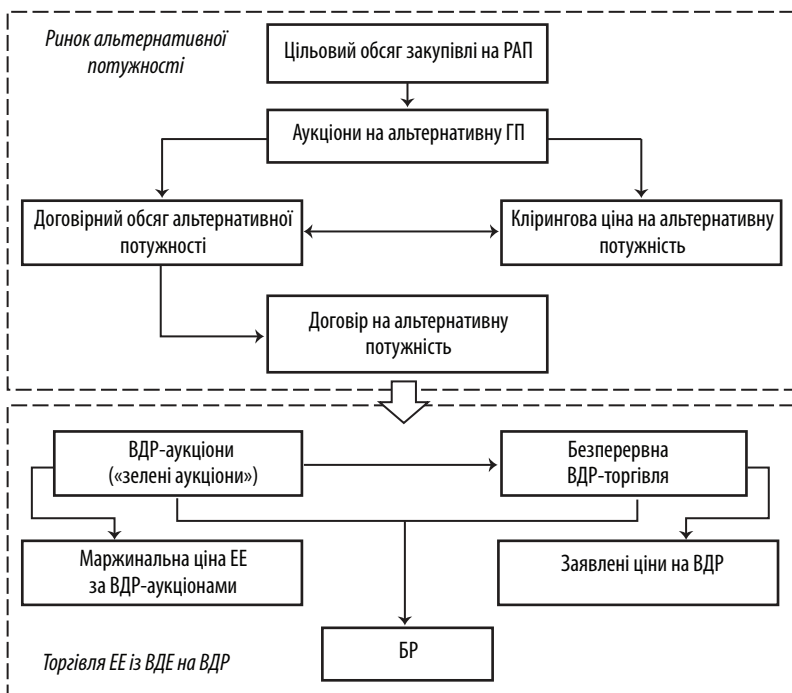 Ринок альтернативної
потужності
Цільовий обсяг закупівлі на РАП
Аукціони на альтернативну ГП
Договірний обсяг альтернативної
потужності
Клірингова ціна на альтернативну
потужність
Договір на альтернативну
потужність
ВДР-аукціони
(«зелені аукціони»)
Безперервна
ВДР-торгівля
Маржинальна ціна ЕЕ
за ВДР-аукціонами
Заявлені ціни на ВДР
БР
Торгівля ЕЕ із ВДЕ на ВДР